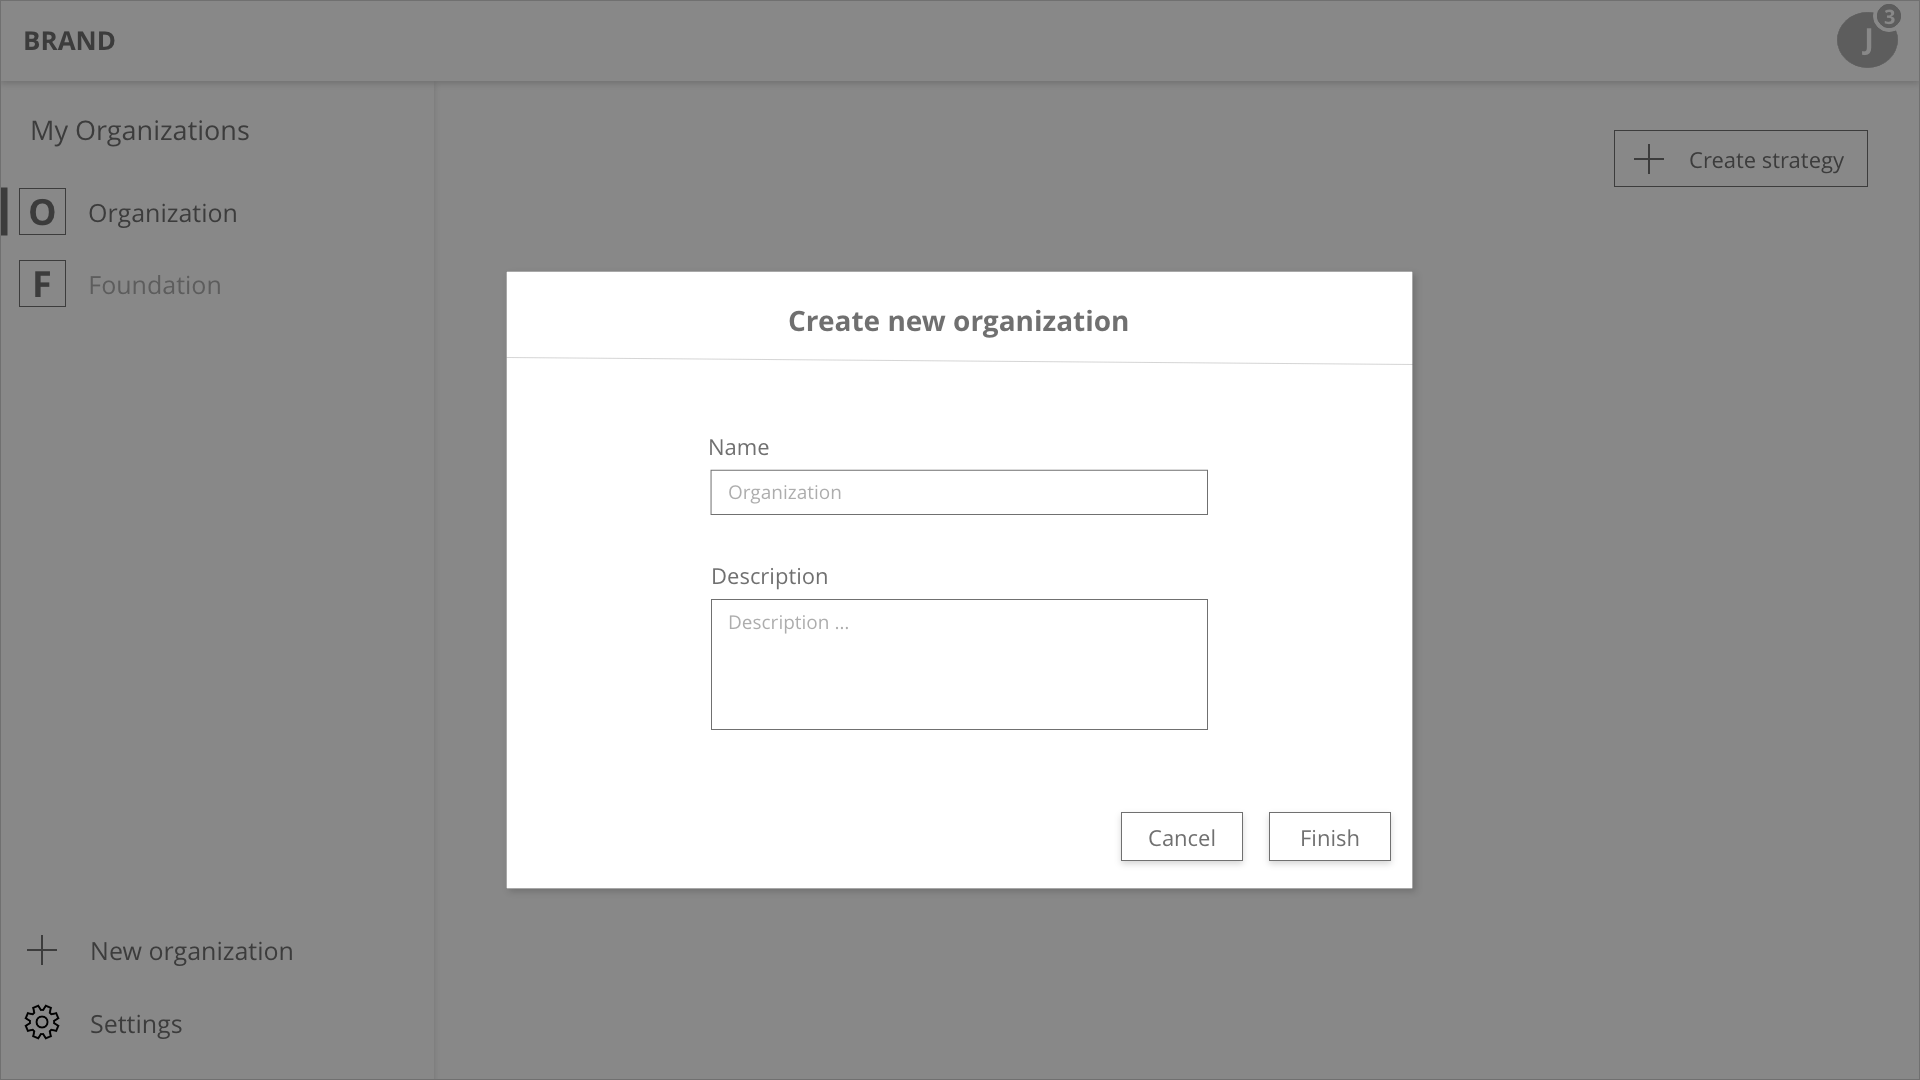 BRAND
3
J
My Organizations
O Organization
F Foundation
Create strategy
Create new organization
Name
Organization
Description
Description ...
Cancel
Finish
New organization
Settings